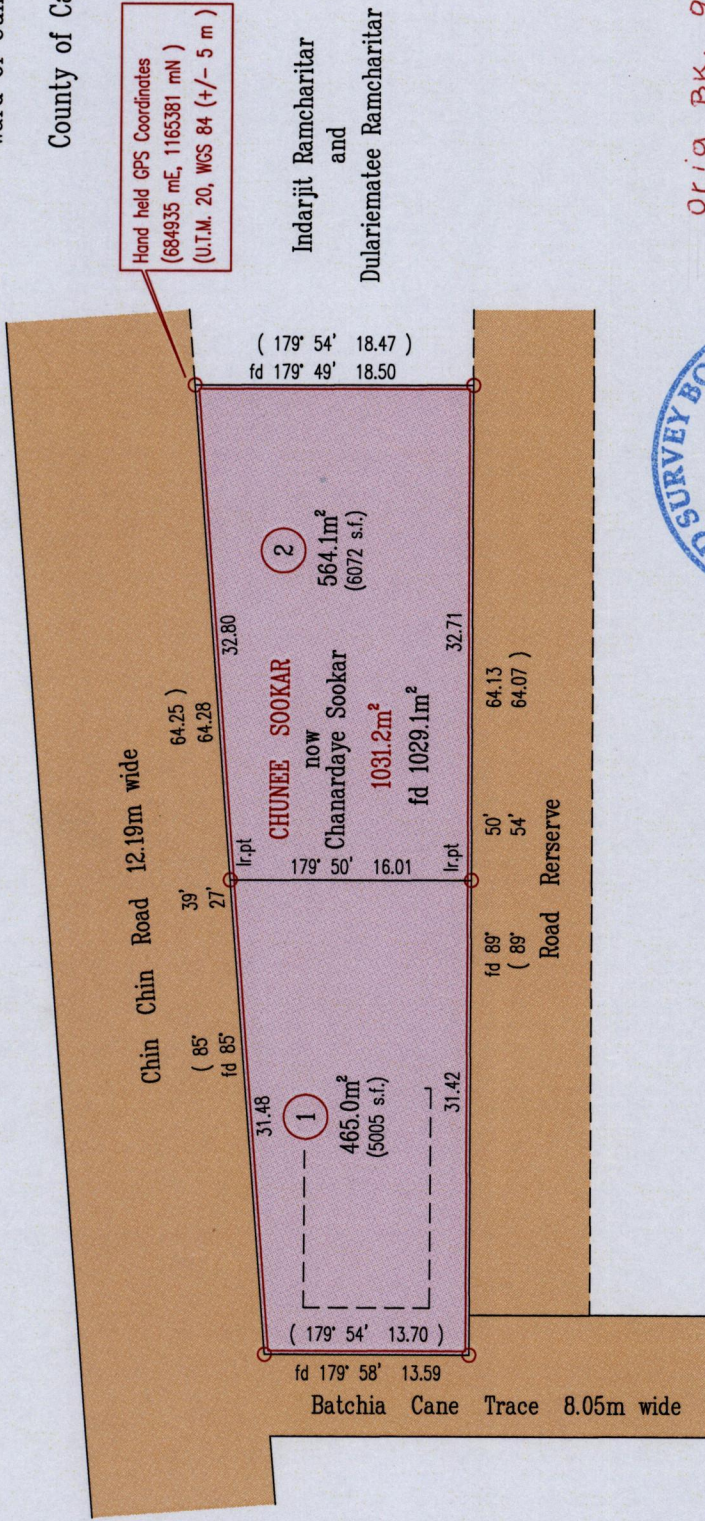 County of
Hand held GPS Coordinates
(684935 mE, 1165381 mN )
(U.T.M. 20, WGS 84 (+/- 5 m )
Indarjit Ramcharitar
and
Dulariematee Ramcharitar
Orig BK.
SURVEY
Chin Chin Road 12.19m wide
( 85° 39' 64.25 )
fd 85° 27' 64.28
31.48
32.80
( 179° 54' 18.47 )
fd 179° 49' 18.50
1
465.0m²
(5005 s.f.)
2
564.1m²
(6072 s.f.)
CHUNEE SOOKAR
now
Chanardaye Sookar
1031.2m²
fd 1029.1m²
Ir.pt
179° 50' 16.01
Ir.pt
31.42
32.71
( 179° 54' 13.70 )
fd 179° 58' 13.59
fd 89° 50' 64.13
( 89° 54' 64.07 )
Road Rerserve
Batchia Cane Trace 8.05m wide